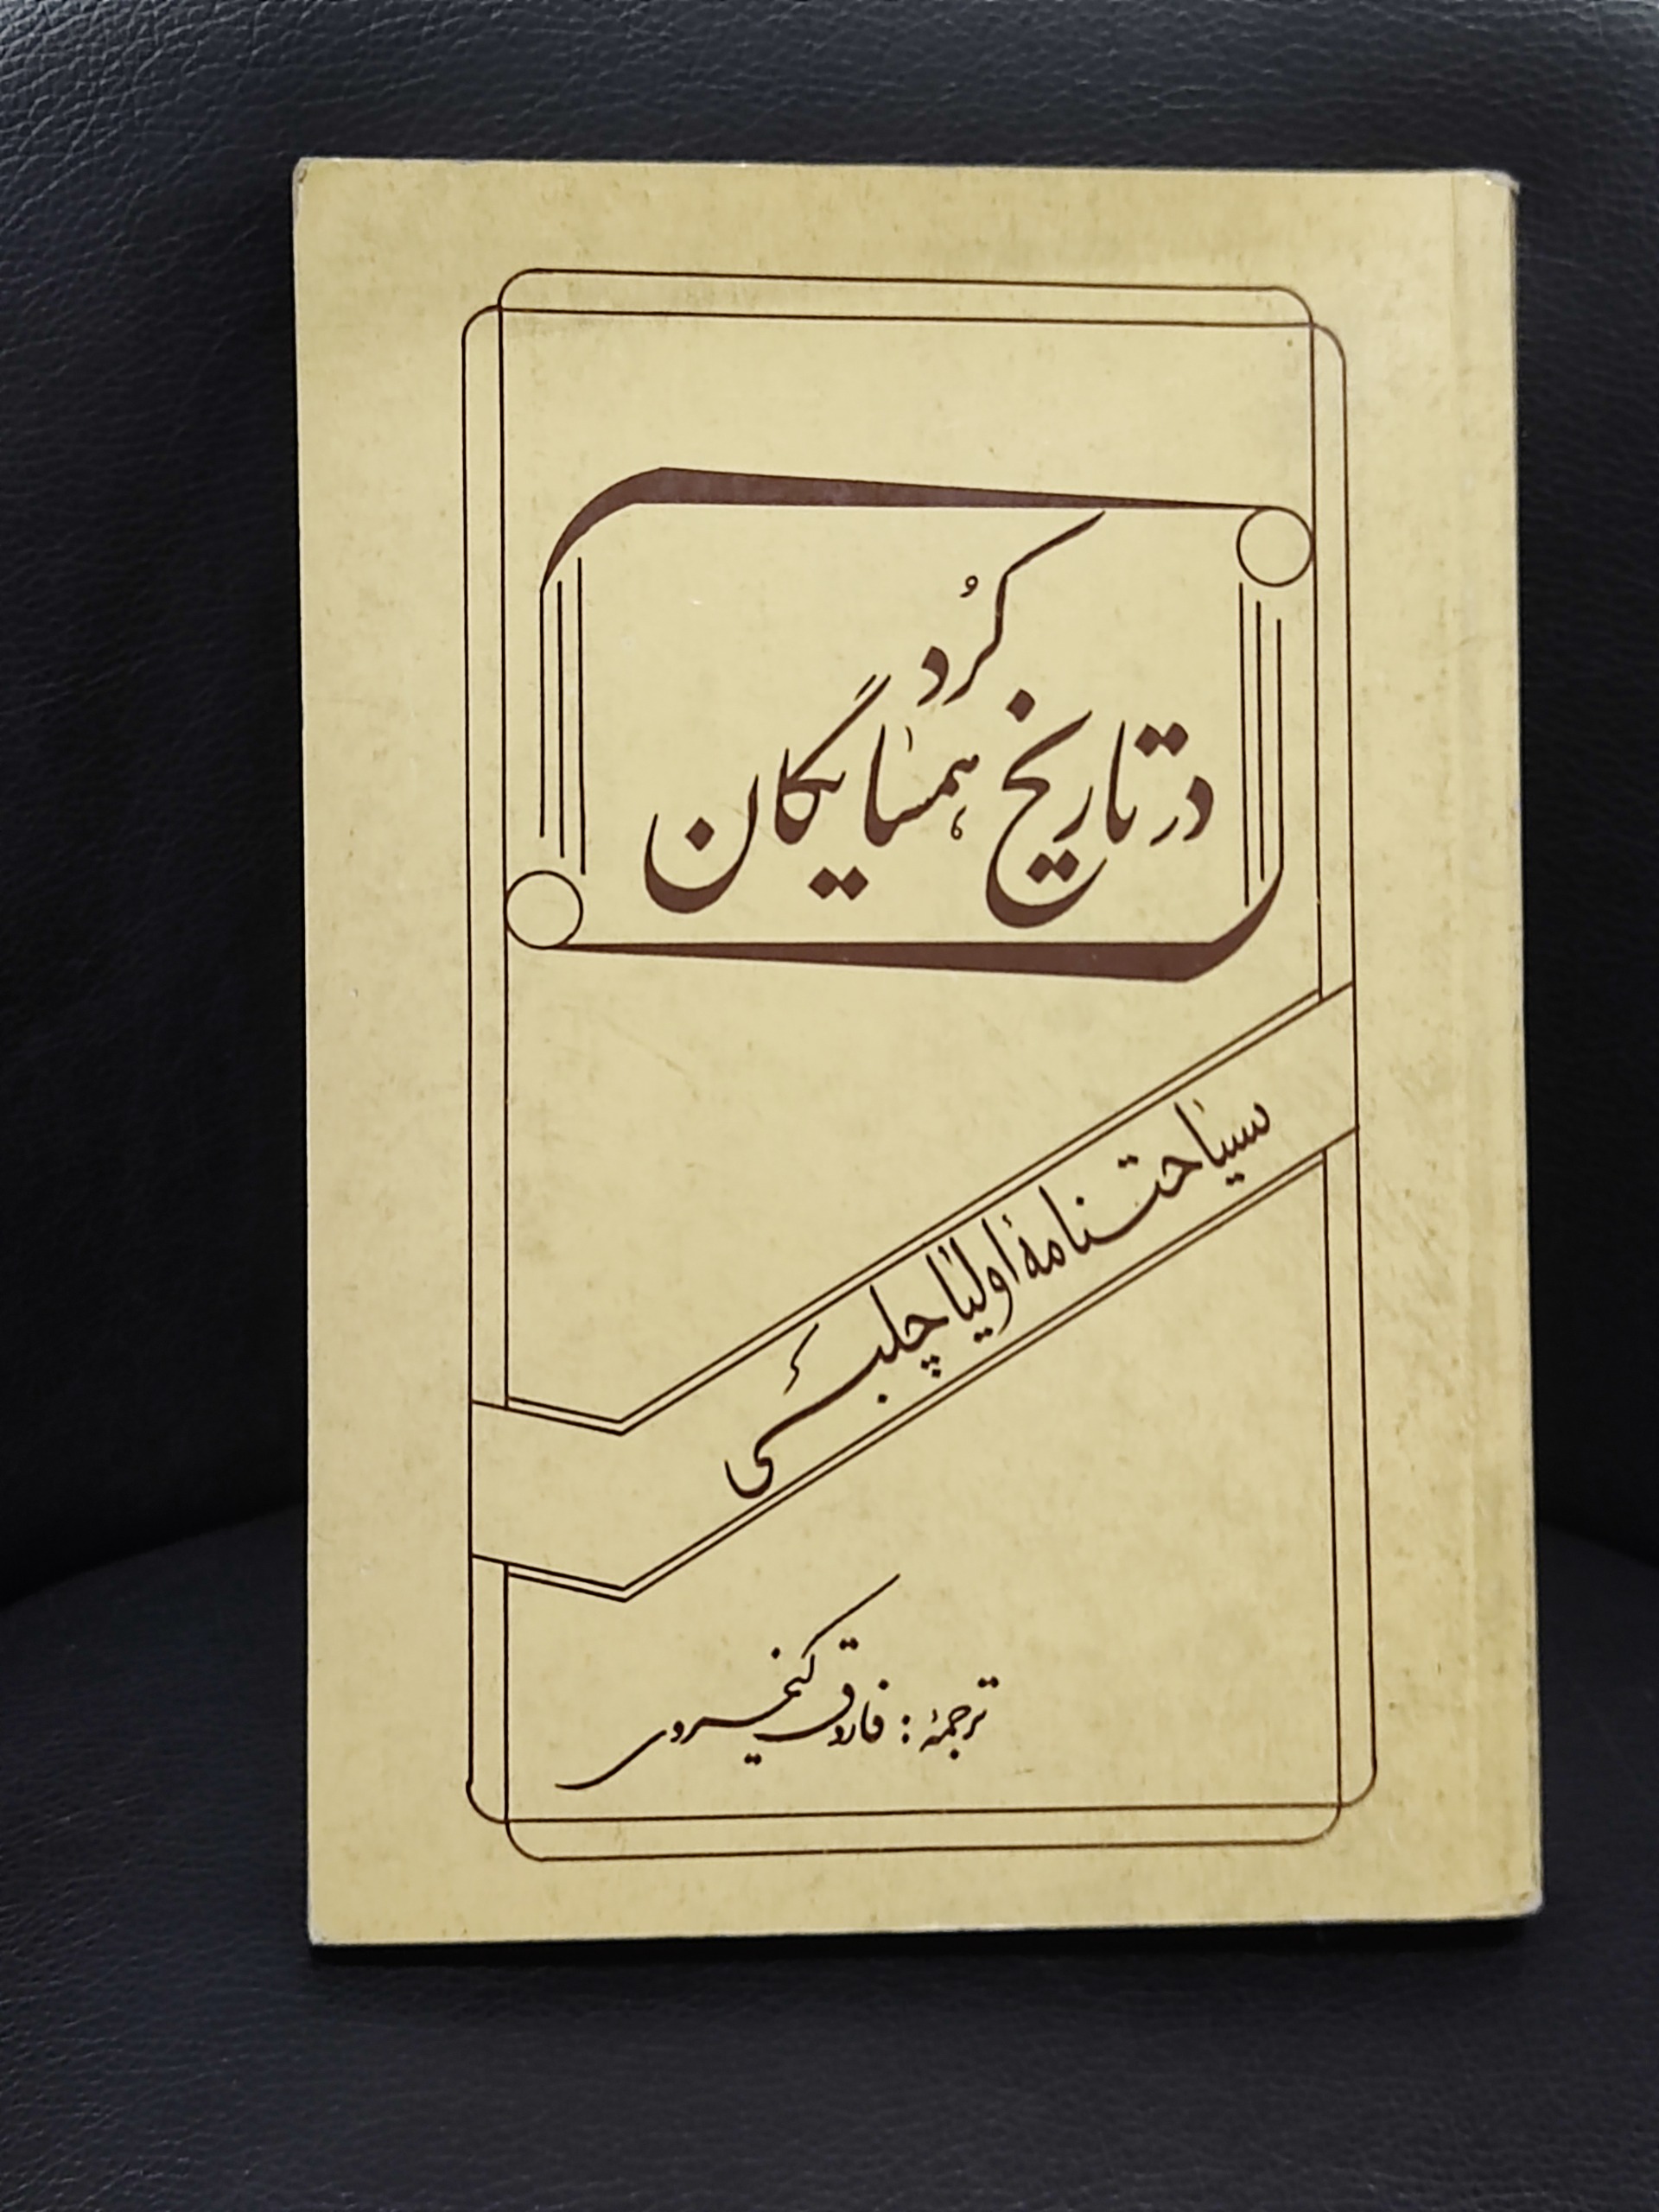 کُرد
در تاریخ همسایگان
سیاحتنامهٔ اولیا چلبی
ترجمهٔ : فاروق کیخسروی